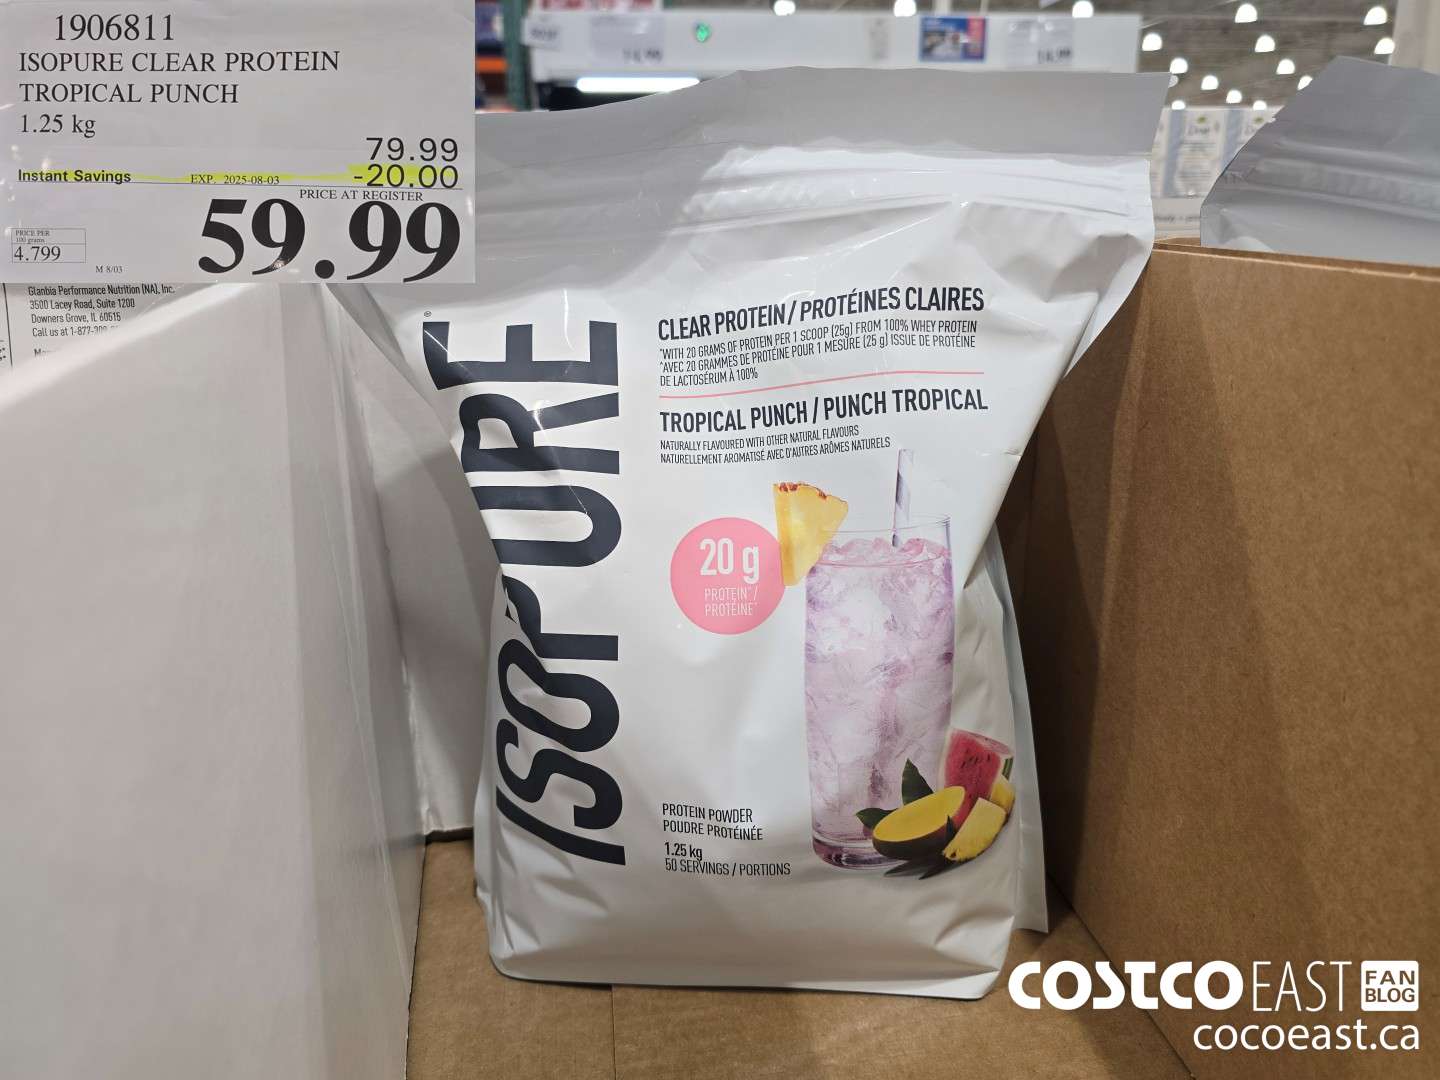 1906811
ISOPURE CLEAR PROTEIN
TROPICAL PUNCH
1.25 kg
79.99
Instant Savings EXP. 2025-08-03 -20.00
PRICE AT REGISTER
59.99
PRICE PER
100 grams
4.799
M 8/03
Glanbia Performance Nutrition (NA), Inc.
3500 Lacey Road, Suite 1200
Downers Grove, IL 60515
Call us at 1-877-
ISOPURE®
CLEAR PROTEIN / PROTÉINES CLAIRES
*WITH 20 GRAMS OF PROTEIN PER 1 SCOOP (25g) FROM 100% WHEY PROTEIN
*AVEC 20 GRAMMES DE PROTÉINE POUR 1 MESURE (25 g) ISSUE DE PROTÉINE
DE LACTOSÉRUM À 100%
TROPICAL PUNCH / PUNCH TROPICAL
NATURALLY FLAVOURED WITH OTHER NATURAL FLAVOURS
NATURELLEMENT AROMATISÉ AVEC D'AUTRES ARÔMES NATURELS
20 g
PROTEIN* /
PROTÉINE*
PROTEIN POWDER
POUDRE PROTÉINÉE
1.25 kg
50 SERVINGS / PORTIONS
COSTCO EAST FAN BLOG
cocoeast.ca